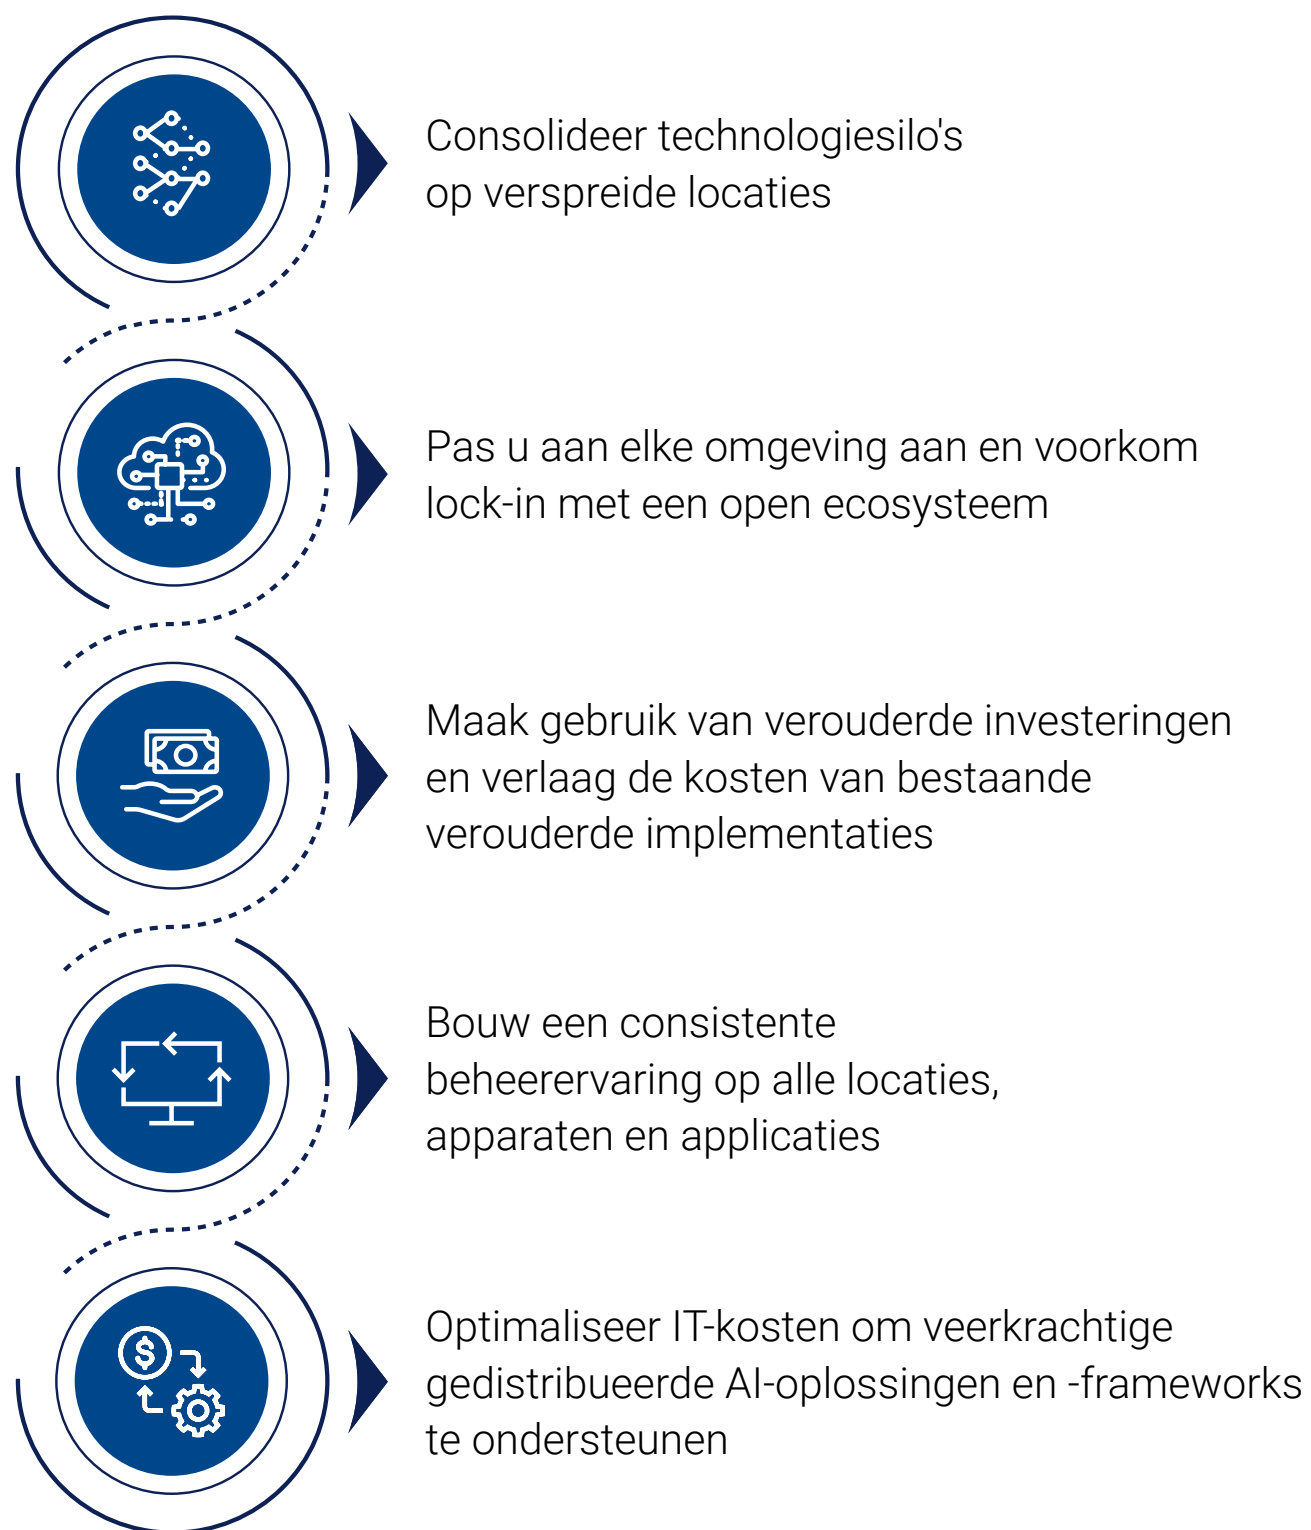 Consolideer technologiesilo's
op verspreide locaties
Pas u aan elke omgeving aan en voorkom
lock-in met een open ecosysteem
Maak gebruik van verouderde investeringen
en verlaag de kosten van bestaande
verouderde implementaties
Bouw een consistente
beheerervaring op alle locaties,
apparaten en applicaties
$
Optimaliseer IT-kosten om veerkrachtige
gedistribueerde AI-oplossingen en -frameworks
te ondersteunen